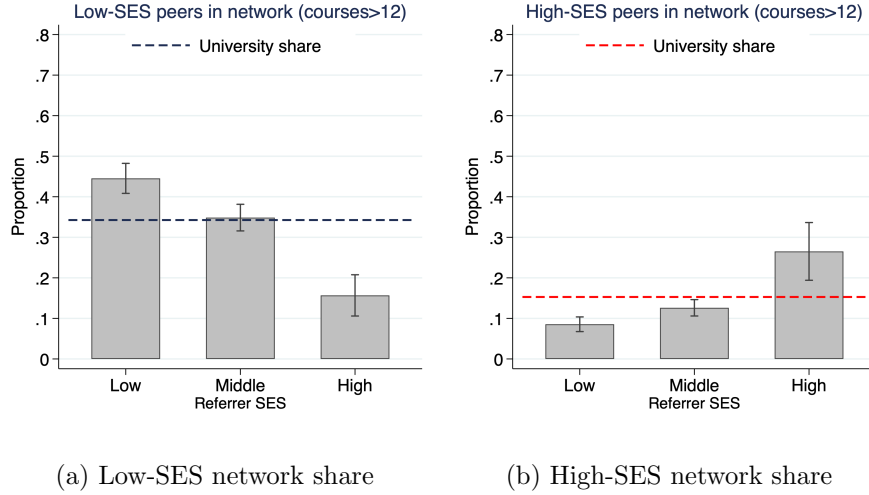 Low-SES peers in network (courses>12)
University share
.8
.7
.6
.5
.4
.3
.2
.1
0
Proportion
Low Middle High
Referrer SES
(a) Low-SES network share
High-SES peers in network (courses>12)
University share
.8
.7
.6
.5
.4
.3
.2
.1
0
Proportion
Low Middle High
Referrer SES
(b) High-SES network share